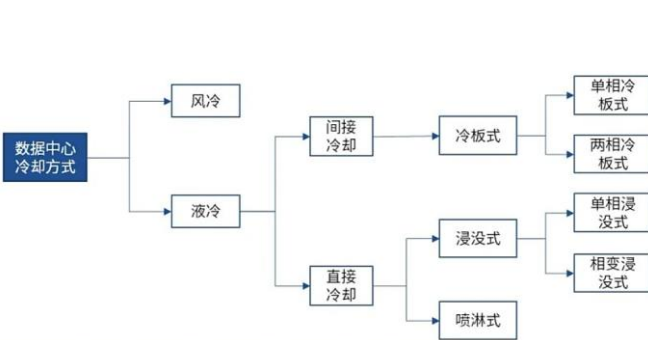 数据中心
冷却方式
风冷
液冷
间接
冷却
直接
冷却
冷板式
浸没式
喷淋式
单相冷
板式
两相冷
板式
单相浸
没式
相变浸
没式